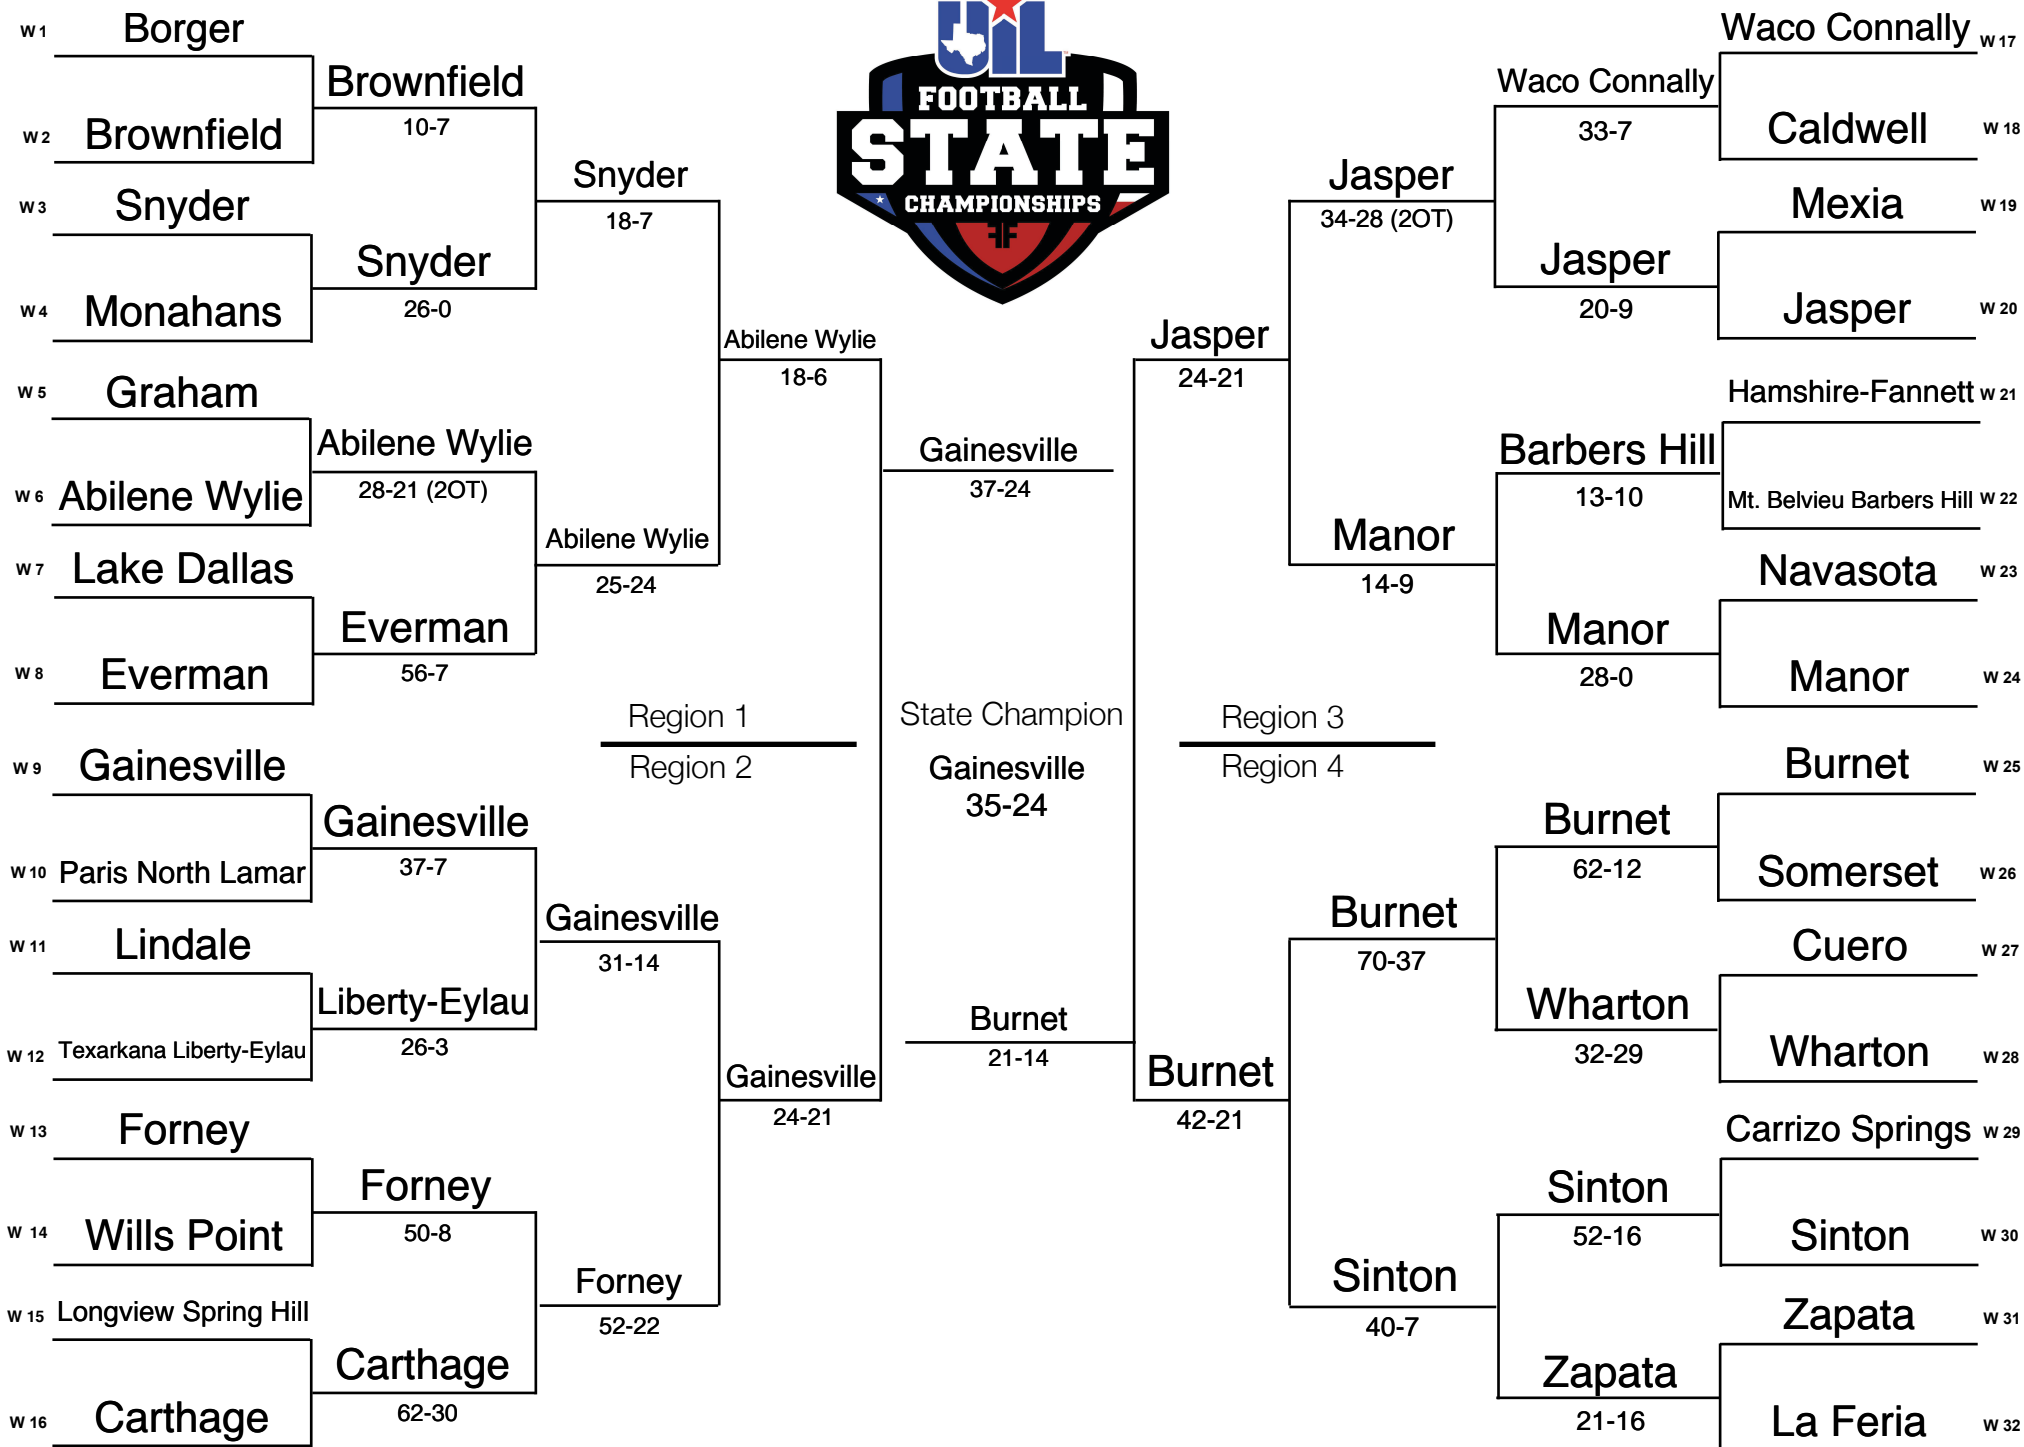 W 1 Borger
W 2 Brownfield
W 3 Snyder
W 4 Monahans
W 5 Graham
W 6 Abilene Wylie
W 7 Lake Dallas
W 8 Everman
W 9 Gainesville
W 10 Paris North Lamar
W 11 Lindale
W 12 Texarkana Liberty-Eylau
W 13 Forney
W 14 Wills Point
W 15 Longview Spring Hill
W 16 Carthage
Brownfield
10-7
Snyder
26-0
Abilene Wylie
28-21 (2OT)
Everman
56-7
Gainesville
37-7
Liberty-Eylau
26-3
Forney
50-8
Carthage
62-30
Snyder
18-7
Abilene Wylie
25-24
Gainesville
31-14
Forney
52-22
Abilene Wylie
18-6
Gainesville
24-21
Region 1
Region 2
UIL
FOOTBALL
STATE
CHAMPIONSHIPS
Gainesville
37-24
State Champion
Gainesville
35-24
Burnet
21-14
Region 3
Region 4
Jasper
24-21
Burnet
42-21
Jasper
34-28 (2OT)
Manor
14-9
Burnet
70-37
Sinton
40-7
Waco Connally
33-7
Jasper
20-9
Barbers Hill
13-10
Manor
28-0
Burnet
62-12
Wharton
32-29
Sinton
52-16
Zapata
21-16
Waco Connally W 17
Caldwell W 18
Mexia W 19
Jasper W 20
Hamshire-Fannett W 21
Mt. Belvieu Barbers Hill W 22
Navasota W 23
Manor W 24
Burnet W 25
Somerset W 26
Cuero W 27
Wharton W 28
Carrizo Springs W 29
Sinton W 30
Zapata W 31
La Feria W 32